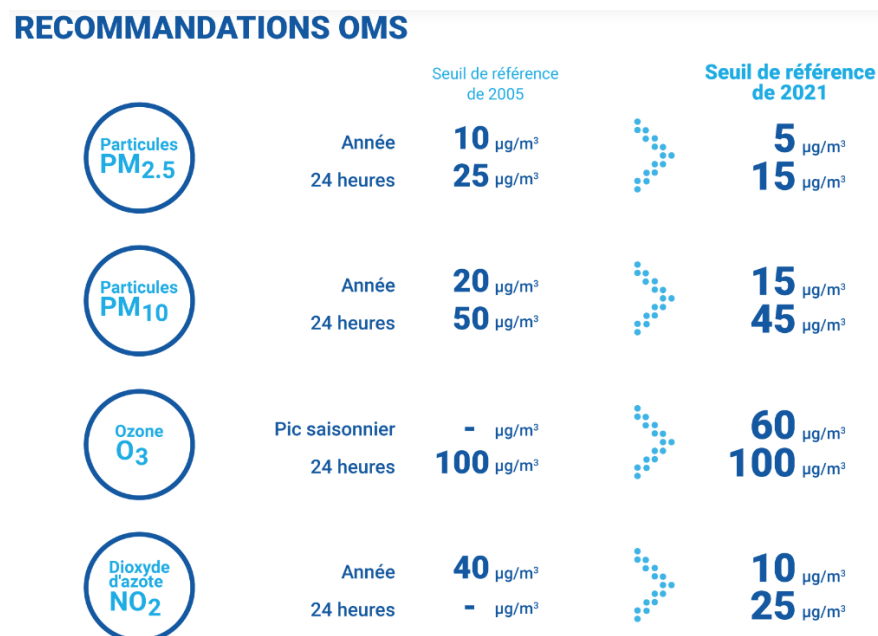 RECOMMANDATIONS OMS
Seuil de référence
de 2005
Seuil de référence
de 2021
Particules
PM2.5
Année 10 µg/m³ 5 µg/m³
24 heures 25 µg/m³ 15 µg/m³
Particules
PM10
Année 20 µg/m³ 15 µg/m³
24 heures 50 µg/m³ 45 µg/m³
Ozone
O3
Pic saisonnier - µg/m³ 60 µg/m³
24 heures 100 µg/m³ 100 µg/m³
Dioxyde
d'azote
NO2
Année 40 µg/m³ 10 µg/m³
24 heures - µg/m³ 25 µg/m³